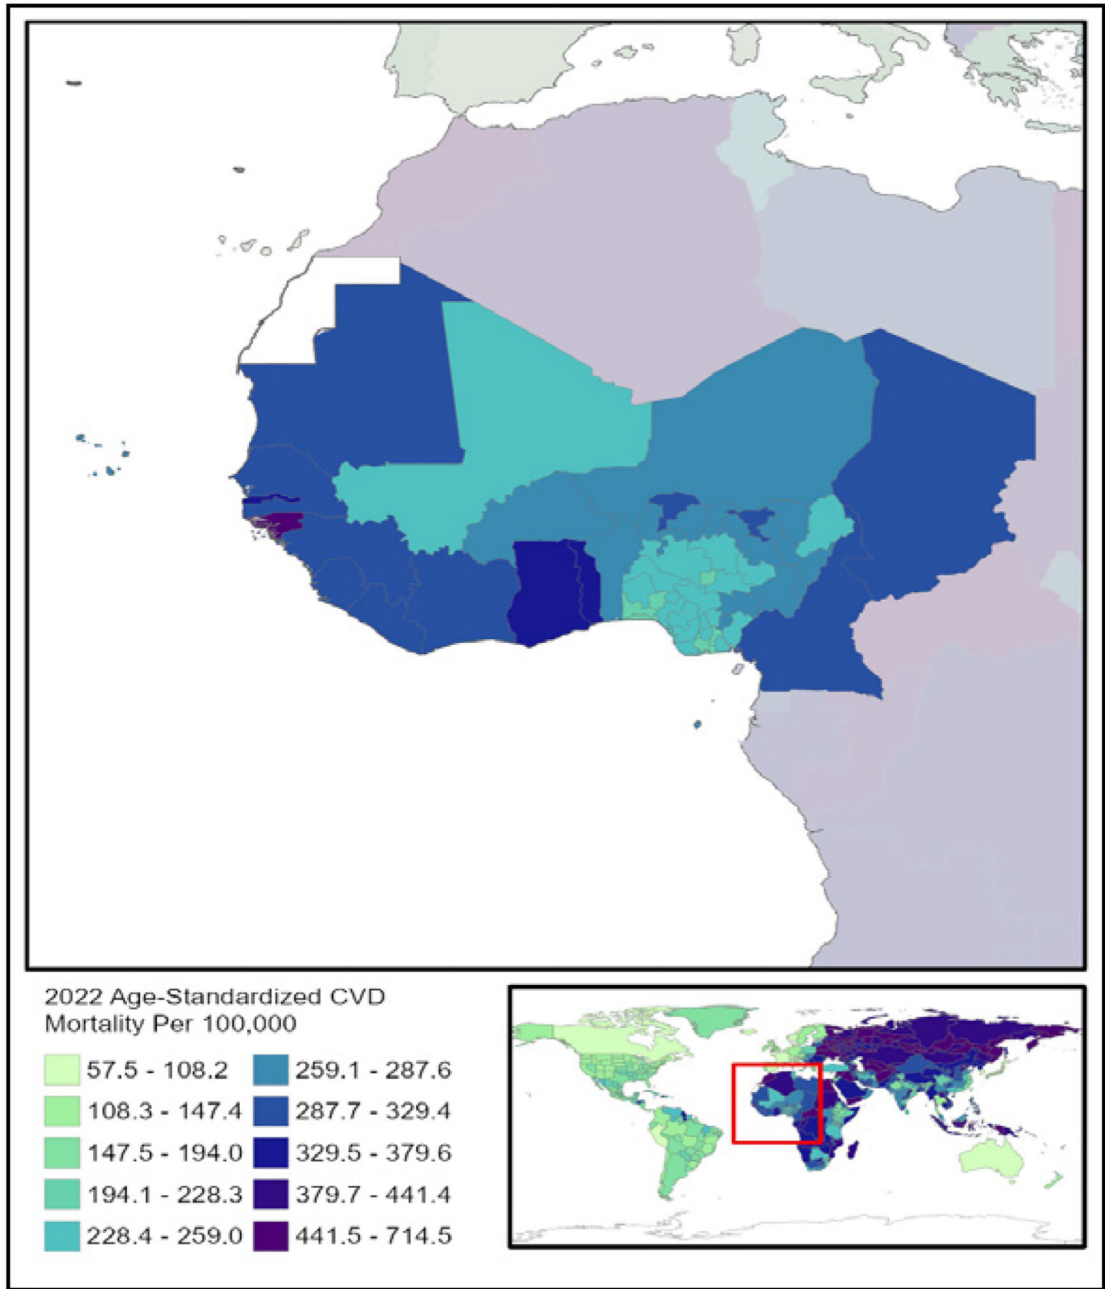 2022 Age-Standardized CVD
Mortality Per 100,000
57.5 - 108.2
108.3 - 147.4
147.5 - 194.0
194.1 - 228.3
228.4 - 259.0
259.1 - 287.6
287.7 - 329.4
329.5 - 379.6
379.7 - 441.4
441.5 - 714.5